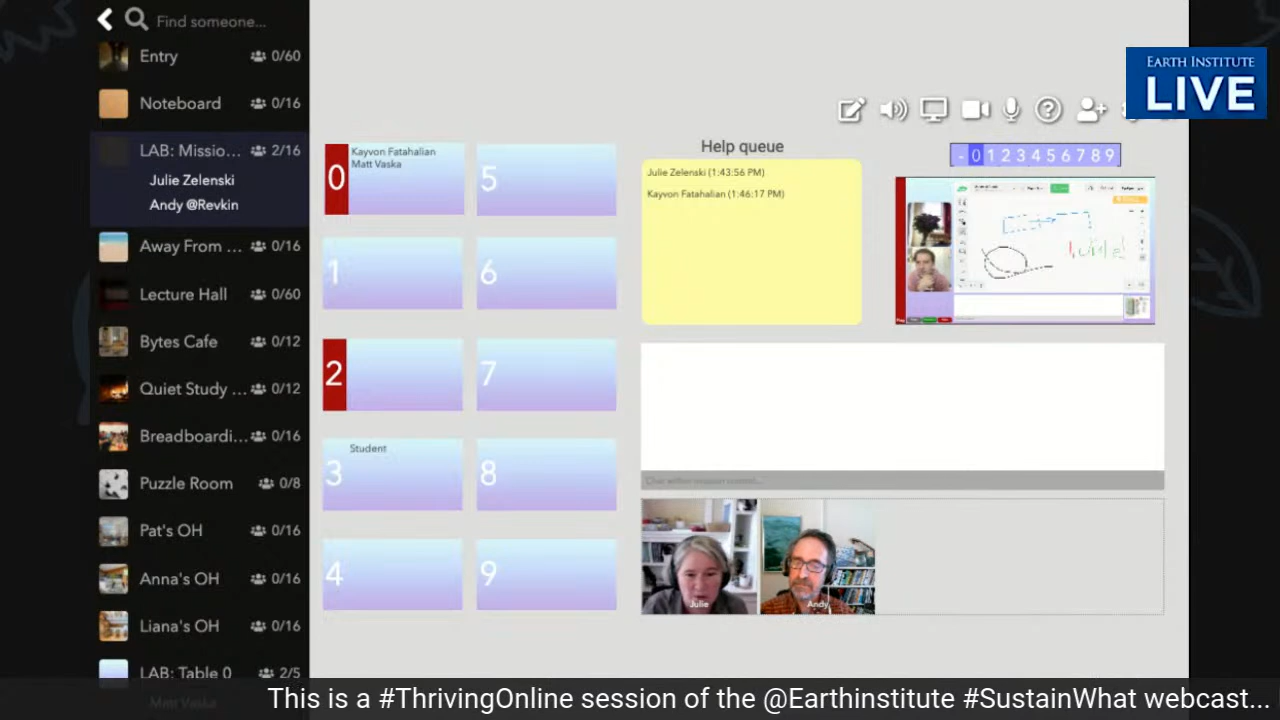 Find someone...
Entry 0/60
Noteboard 0/16
LAB: Missio... 2/16
Julie Zelenski
Andy @Revkin
Away From ... 0/16
Lecture Hall 0/60
Bytes Cafe 0/12
Quiet Study ... 0/12
Breadboardi... 0/16
Puzzle Room 0/8
Pat's OH 0/16
Anna's OH 0/16
Liana's OH 0/16
LAB: Table 0 2/5
Matt Vaska
0
Kayvon Fatahalian
Matt Vaska
5
1
6
2
7
3
Student
8
4
9
Help queue
Julie Zelenski (1:43:56 PM)
Kayvon Fatahalian (1:46:17 PM)
- 0 1 2 3 4 5 6 7 8 9
Julie
Andy
EARTH INSTITUTE
LIVE
This is a #ThrivingOnline session of the @Earthinstitute #SustainWhat webcast...